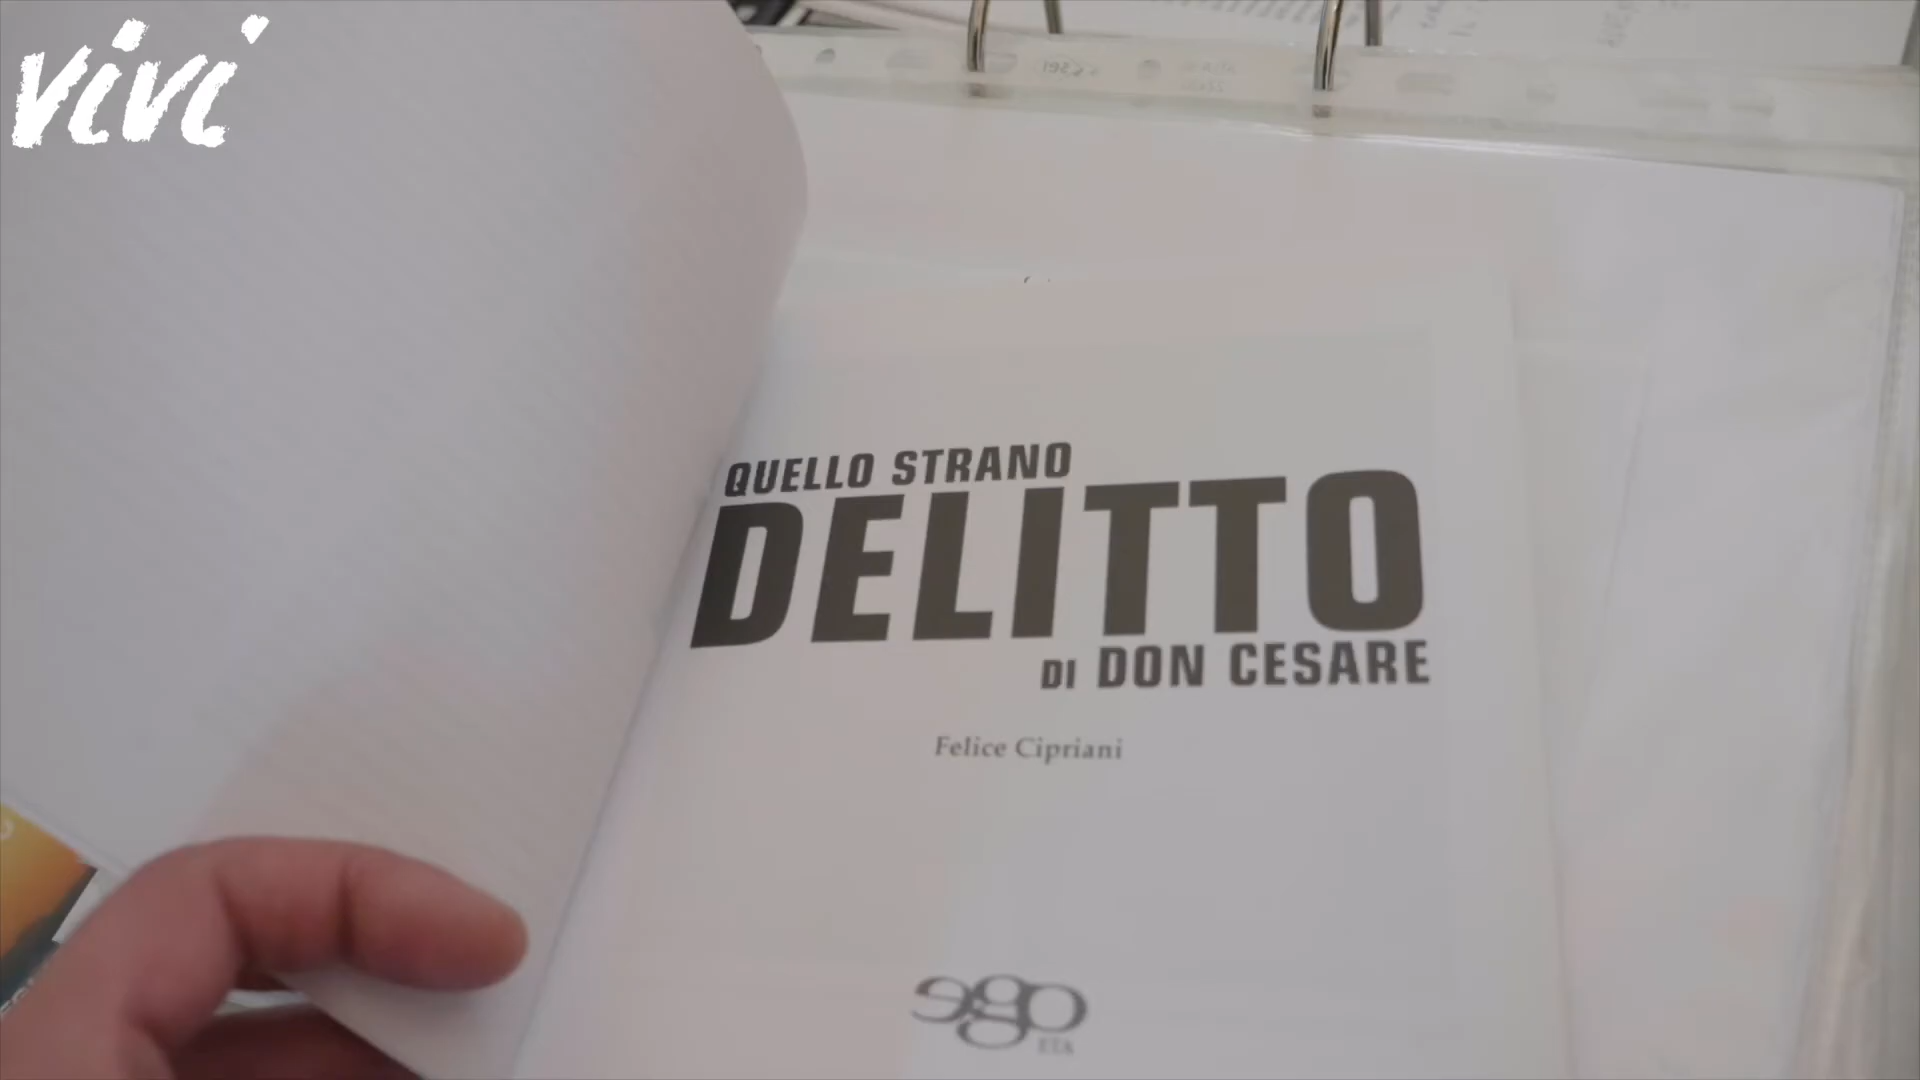 vivi
QUELLO STRANO
DELITTO
DI DON CESARE
Felice Cipriani
ego